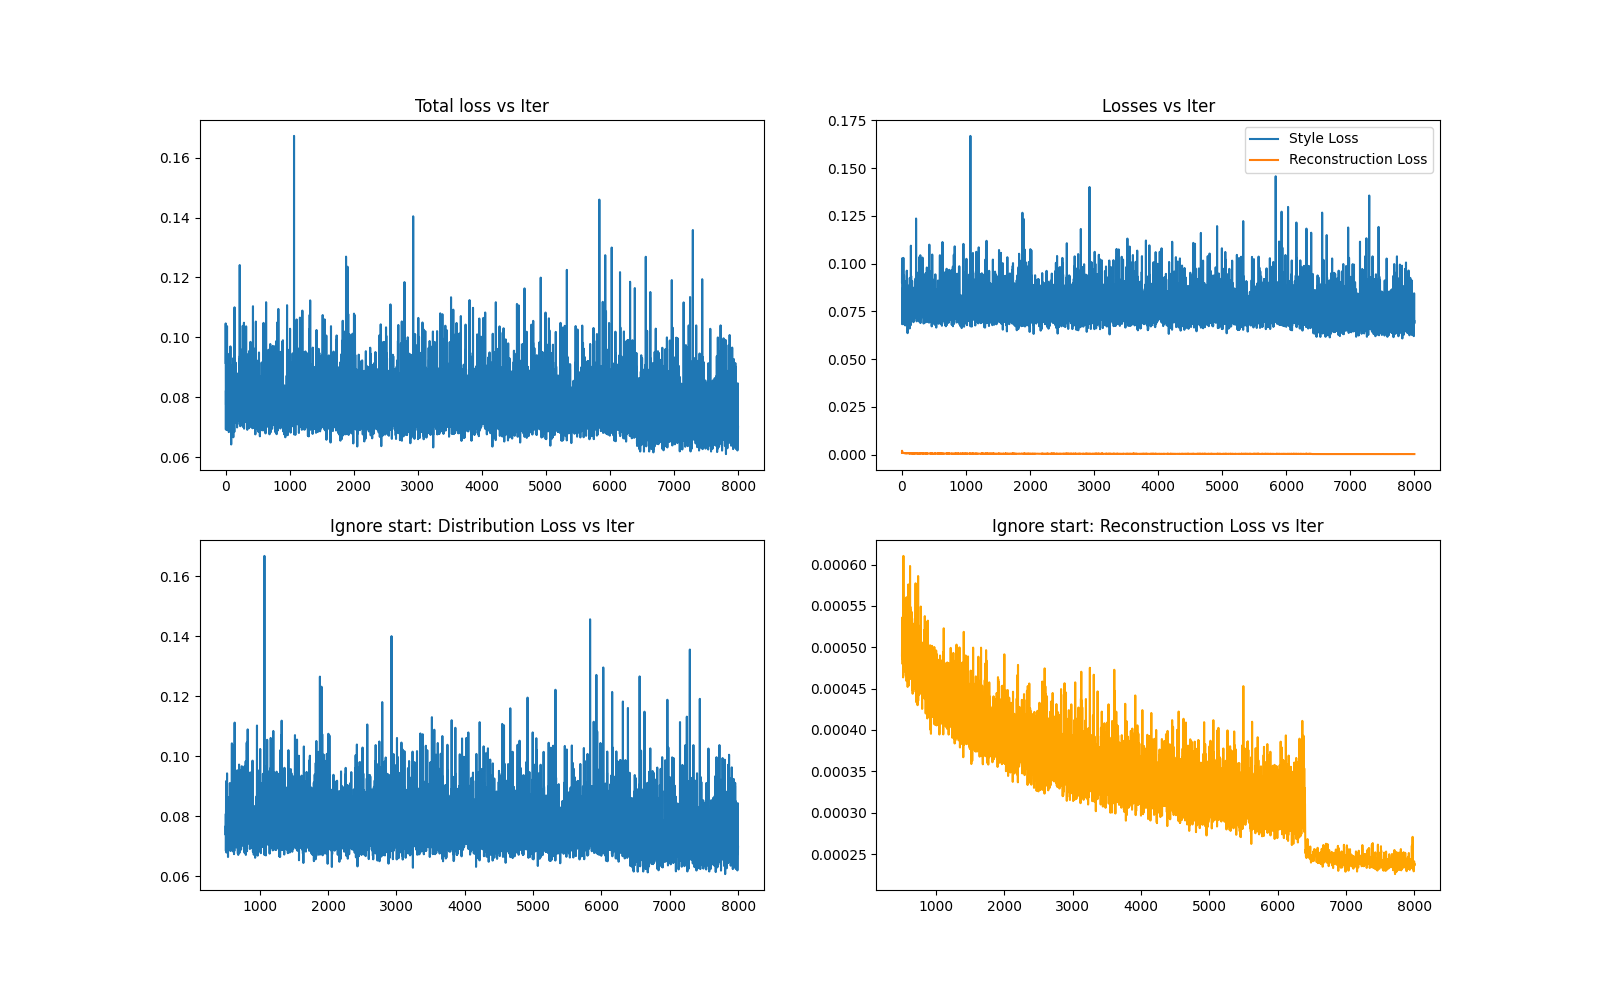 Total loss vs Iter
0.16
0.14
0.12
0.10
0.08
0.06
0 1000 2000 3000 4000 5000 6000 7000 8000
Losses vs Iter
0.175
0.150
0.125
0.100
0.075
0.050
0.025
0.000
Style Loss
Reconstruction Loss
0 1000 2000 3000 4000 5000 6000 7000 8000
Ignore start: Distribution Loss vs Iter
0.16
0.14
0.12
0.10
0.08
0.06
1000 2000 3000 4000 5000 6000 7000 8000
Ignore start: Reconstruction Loss vs Iter
0.00060
0.00055
0.00050
0.00045
0.00040
0.00035
0.00030
0.00025
1000 2000 3000 4000 5000 6000 7000 8000